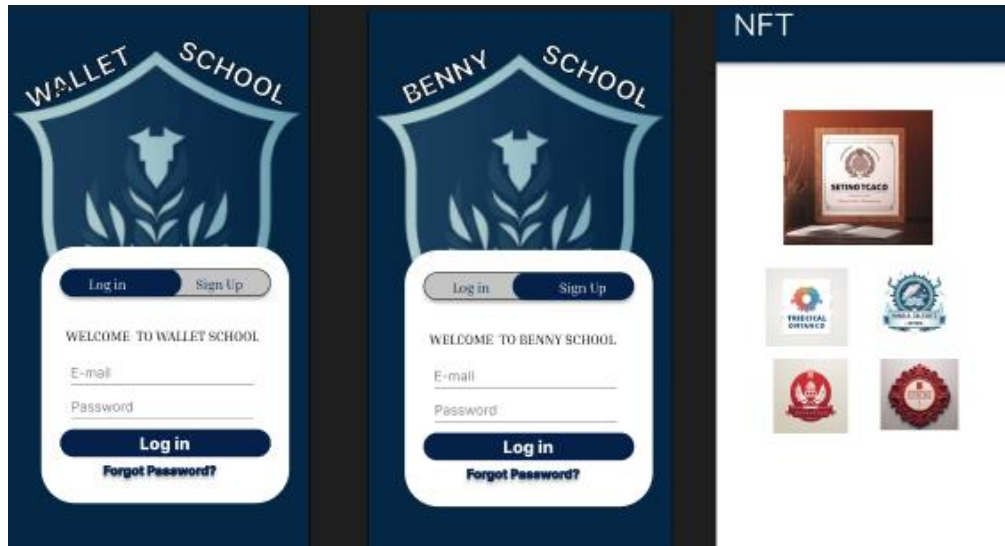 WALLET SCHOOL
Log in Sign Up
WELCOME TO WALLET SCHOOL
E-mail
Password
Log in
Forgot Password?
BENNY SCHOOL
Log in Sign Up
WELCOME TO BENNY SCHOOL
E-mail
Password
Log in
Forgot Password?
NFT
SETINOTCACO